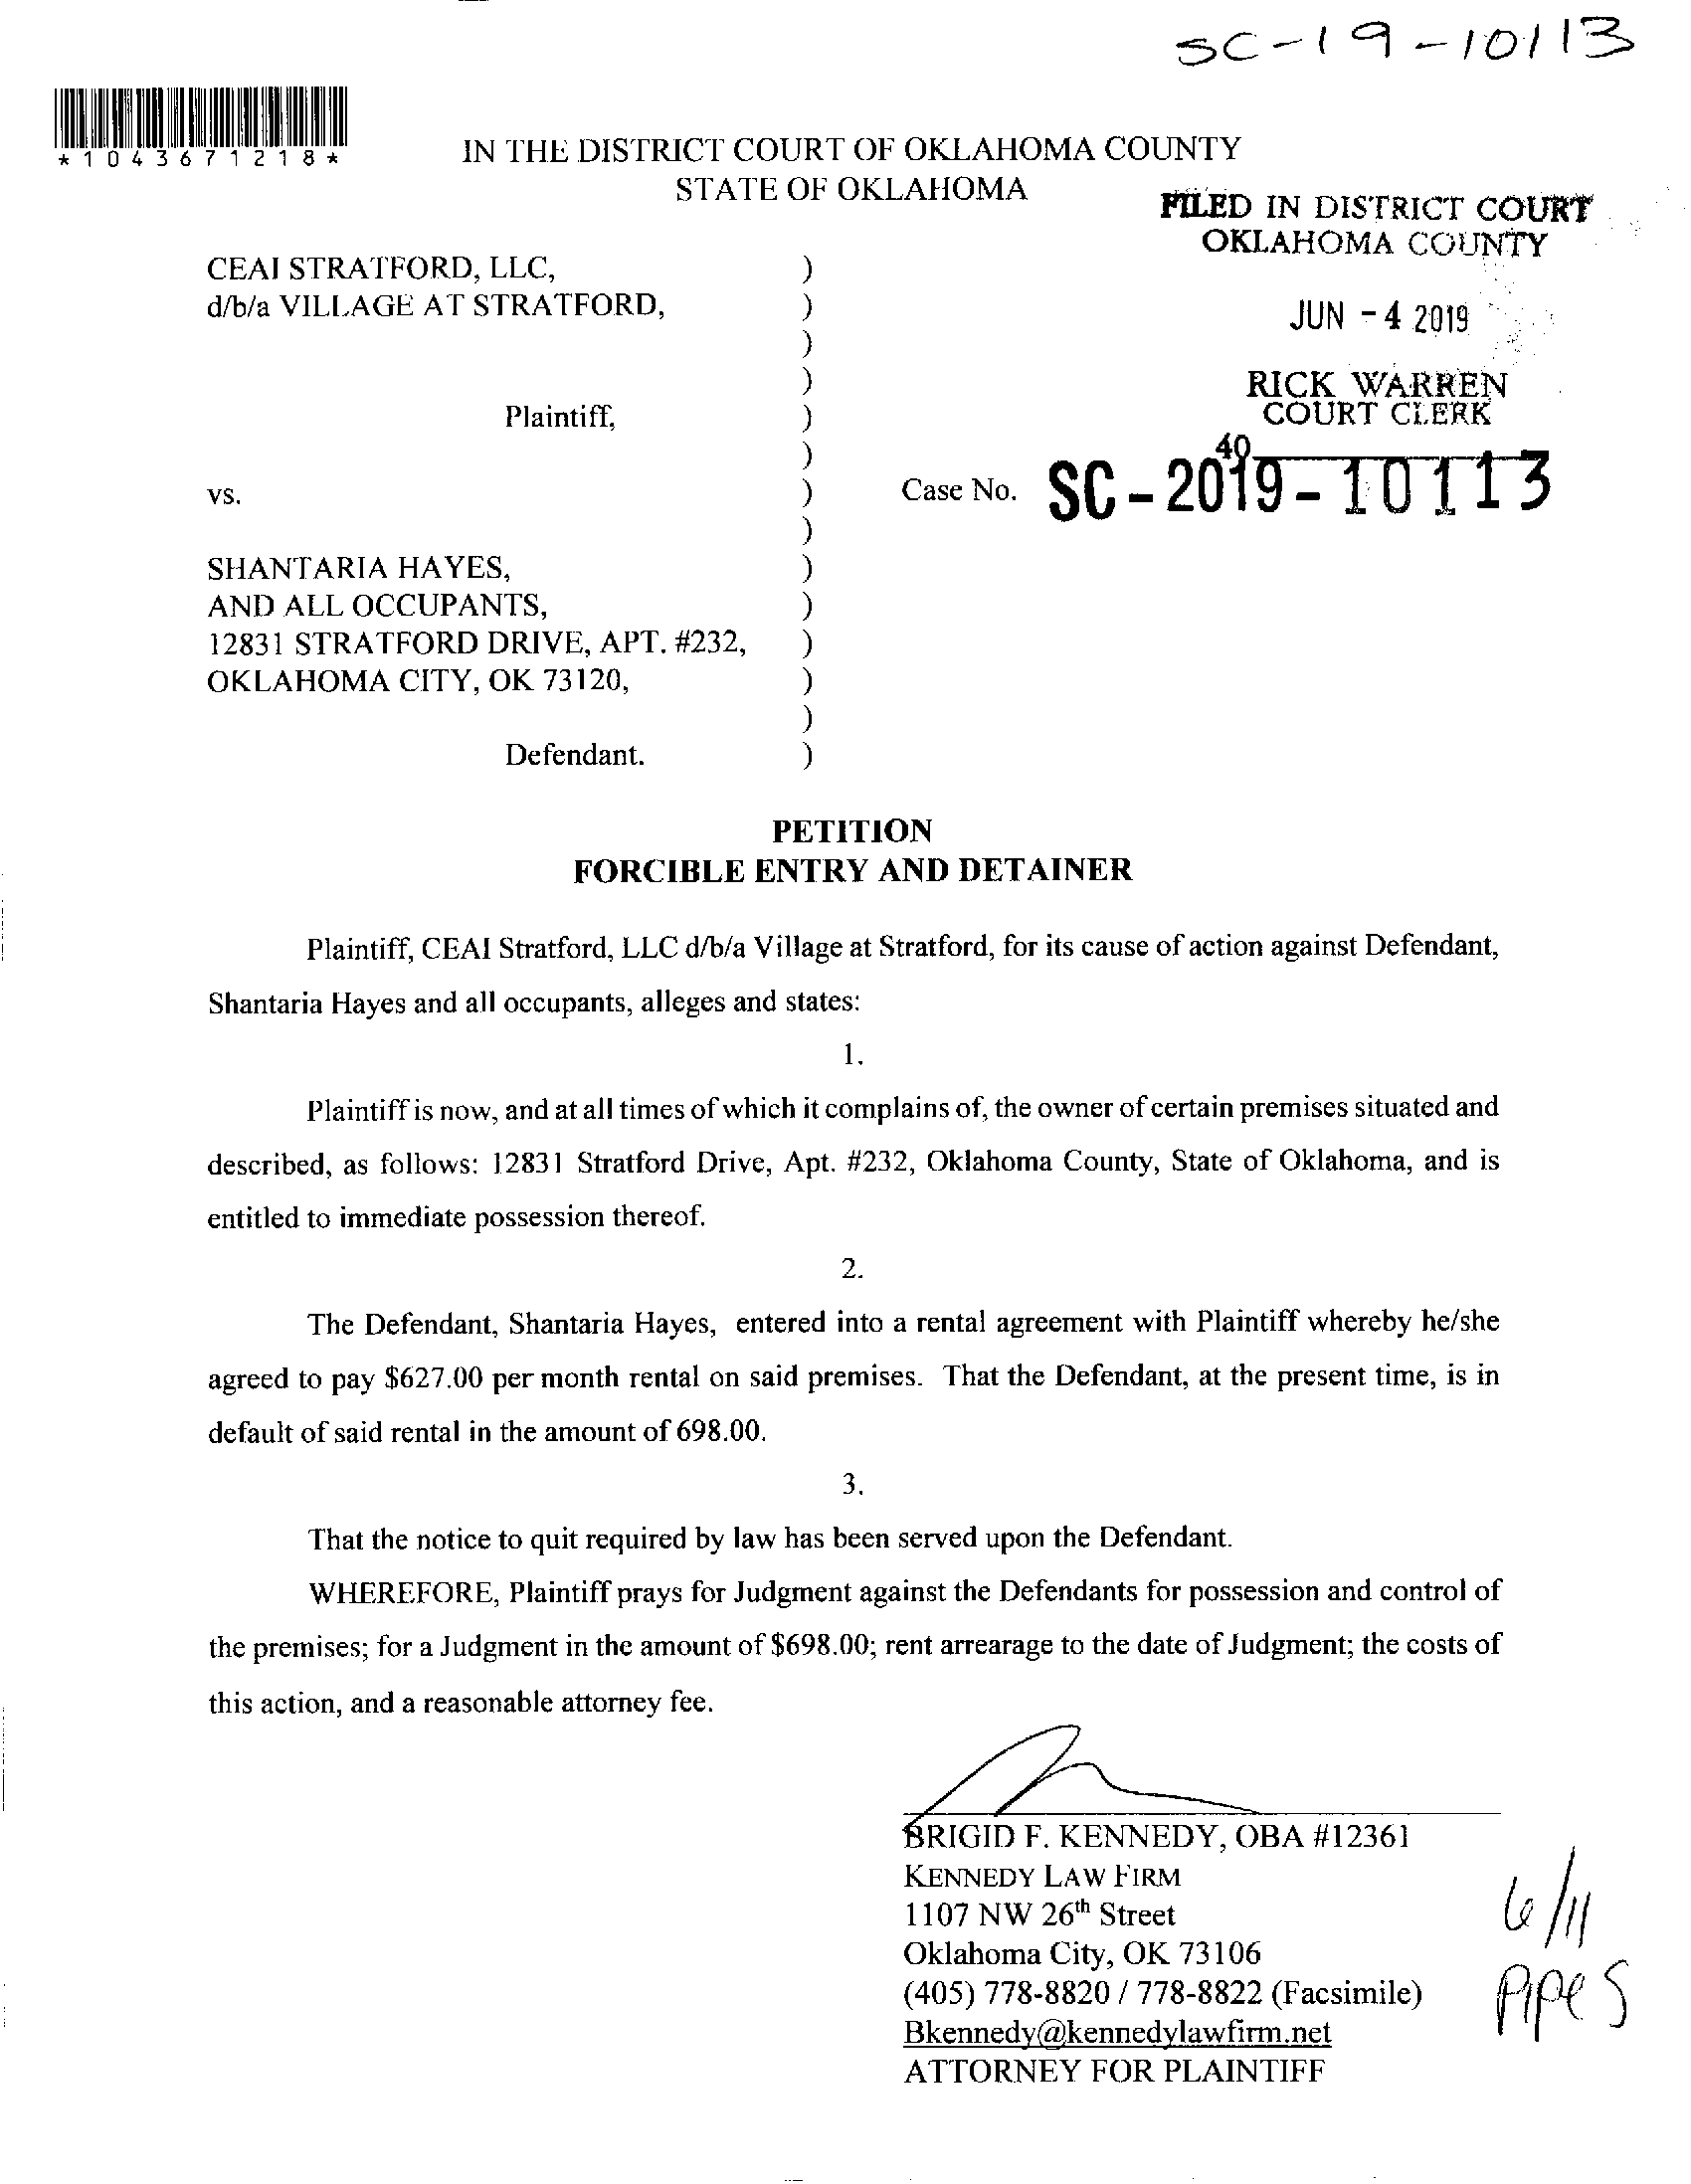 SC-19-10113
*1043671218*
IN THE DISTRICT COURT OF OKLAHOMA COUNTY
STATE OF OKLAHOMA
FILED IN DISTRICT COURT
OKLAHOMA COUNTY
JUN - 4 2019
RICK WARREN
COURT CLERK
40
CEAI STRATFORD, LLC, )
d/b/a VILLAGE AT STRATFORD, )
)
)
Plaintiff, )
)
vs. ) Case No. SC-2019-10113
)
SHANTARIA HAYES, )
AND ALL OCCUPANTS, )
12831 STRATFORD DRIVE, APT. #232, )
OKLAHOMA CITY, OK 73120, )
)
Defendant. )
PETITION
FORCIBLE ENTRY AND DETAINER
Plaintiff, CEAI Stratford, LLC d/b/a Village at Stratford, for its cause of action against Defendant,
Shantaria Hayes and all occupants, alleges and states:
1.
Plaintiff is now, and at all times of which it complains of, the owner of certain premises situated and
described, as follows: 12831 Stratford Drive, Apt. #232, Oklahoma County, State of Oklahoma, and is
entitled to immediate possession thereof.
2.
The Defendant, Shantaria Hayes, entered into a rental agreement with Plaintiff whereby he/she
agreed to pay $627.00 per month rental on said premises. That the Defendant, at the present time, is in
default of said rental in the amount of 698.00.
3.
That the notice to quit required by law has been served upon the Defendant.
WHEREFORE, Plaintiff prays for Judgment against the Defendants for possession and control of
the premises; for a Judgment in the amount of $698.00; rent arrearage to the date of Judgment; the costs of
this action, and a reasonable attorney fee.
BRIGID F. KENNEDY, OBA #12361
KENNEDY LAW FIRM
1107 NW 26th Street
Oklahoma City, OK 73106
(405) 778-8820 / 778-8822 (Facsimile)
Bkennedy@kennedylawfirm.net
ATTORNEY FOR PLAINTIFF
6/11
Pipes